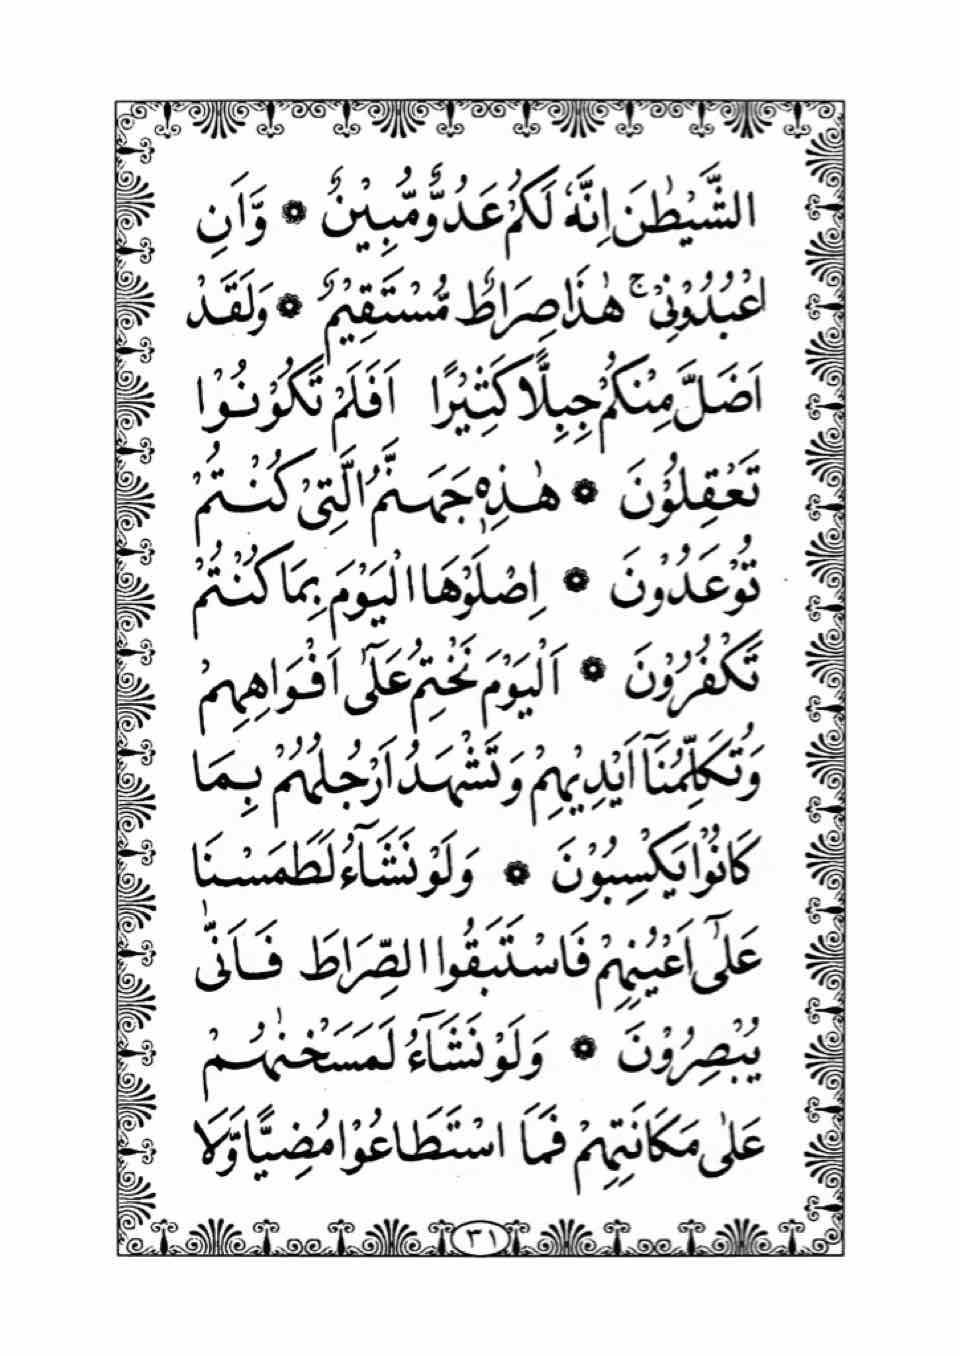 الشَّيْطٰنَ اِنَّهٗ لَكُمْ عَدُوٌّ مُّبِيْنٌ ۞ وَّاَنِ
اعْبُدُوْنِيْ ۚ هٰذَا صِرَاطٌ مُّسْتَقِيْمٌ ۞ وَلَقَدْ
اَضَلَّ مِنْكُمْ جِبِلًّا كَثِيْرًا اَفَلَمْ تَكُوْنُوْا
تَعْقِلُوْنَ ۞ هٰذِهٖ جَهَنَّمُ الَّتِيْ كُنْتُمْ
تُوْعَدُوْنَ ۞ اِصْلَوْهَا الْيَوْمَ بِمَا كُنْتُمْ
تَكْفُرُوْنَ ۞ اَلْيَوْمَ نَخْتِمُ عَلٰٓى اَفْوَاهِهِمْ
وَتُكَلِّمُنَآ اَيْدِيْهِمْ وَتَشْهَدُ اَرْجُلُهُمْ بِمَا
كَانُوْا يَكْسِبُوْنَ ۞ وَلَوْ نَشَآءُ لَطَمَسْنَا
عَلٰٓى اَعْيُنِهِمْ فَاسْتَبَقُوا الصِّرَاطَ فَاَنّٰى
يُبْصِرُوْنَ ۞ وَلَوْ نَشَآءُ لَمَسَخْنٰهُمْ
عَلٰى مَكَانَتِهِمْ فَمَا اسْتَطَاعُوْا مُضِيًّا وَّلَا
٣١